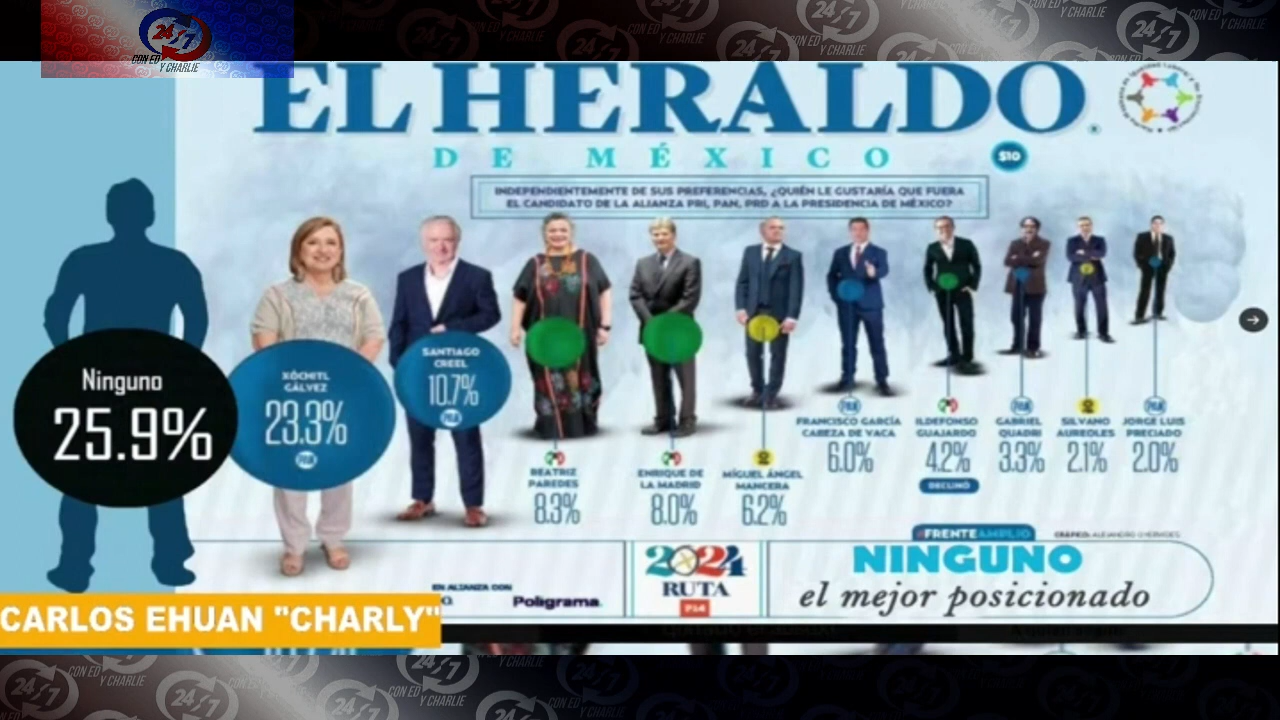 24/7
CON ED
Y CHARLIE
EL HERALDO
DE MÉXICO
$10
INDEPENDIENTEMENTE DE SUS PREFERENCIAS, ¿QUIÉN LE GUSTARÍA QUE FUERA
EL CANDIDATO DE LA ALIANZA PRI, PAN, PRD A LA PRESIDENCIA DE MÉXICO?
Ninguno
25.9%
XÓCHITL
GÁLVEZ
23.3%
PAN
SANTIAGO
CREEL
10.7%
PAN
BEATRIZ
PAREDES
8.3%
ENRIQUE DE
LA MADRID
8.0%
MIGUEL ÁNGEL
MANCERA
6.2%
FRANCISCO GARCÍA
CABEZA DE VACA
6.0%
ILDEFONSO
GUAJARDO
4.2%
DECLINÓ
GABRIEL
QUADRI
3.3%
SILVANO
AUREOLES
2.1%
JORGE LUIS
PRECIADO
2.0%
#FRENTEAMPLIO
EN ALIANZA CON
Poligrama.
2024
RUTA
P14
NINGUNO
el mejor posicionado
CARLOS EHUAN "CHARLY"